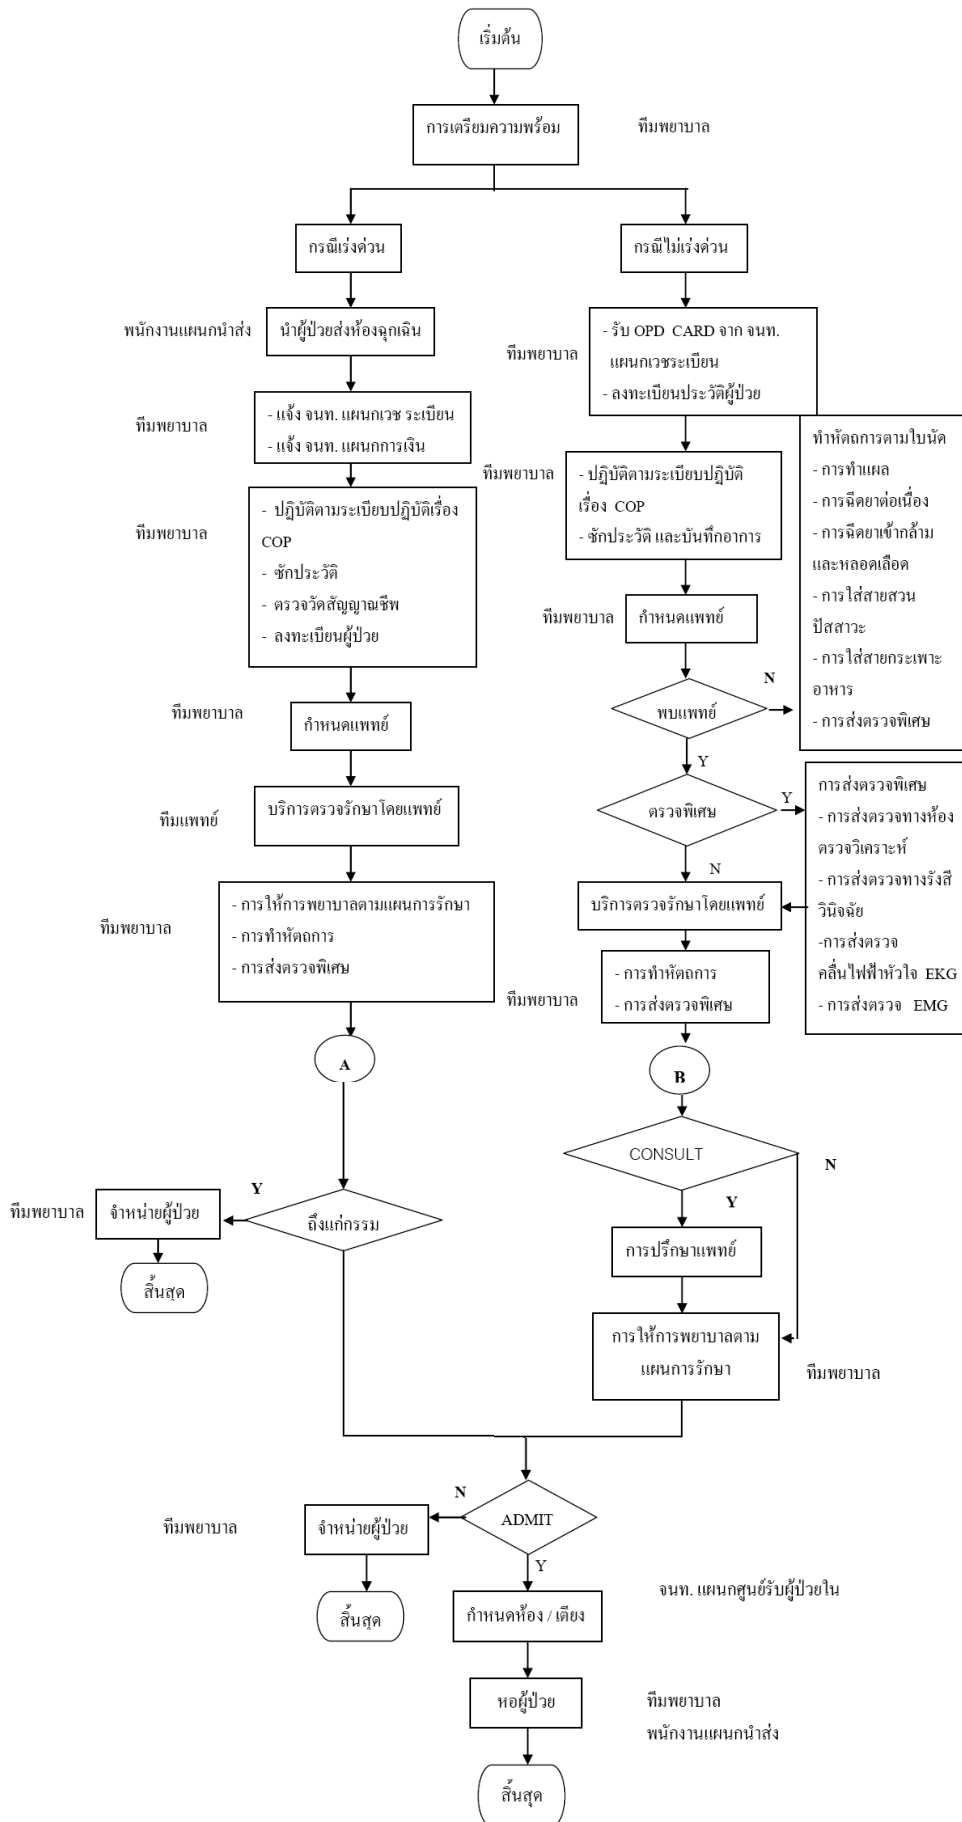 เริ่มต้น
การเตรียมความพร้อม
ทีมพยาบาล
กรณีเร่งด่วน
กรณีไม่เร่งด่วน
พนักงานแผนกนำส่ง
นำผู้ป่วยส่งห้องฉุกเฉิน
ทีมพยาบาล
- รับ OPD CARD จาก จนท.
แผนกเวชระเบียน
- ลงทะเบียนประวัติผู้ป่วย
ทีมพยาบาล
- แจ้ง จนท. แผนกเวช ระเบียน
- แจ้ง จนท. แผนกการเงิน
ทีมพยาบาล
- ปฏิบัติตามระเบียบปฏิบัติ
เรื่อง COP
- ซักประวัติ และบันทึกอาการ
ทำหัตถการตามใบนัด
- การทำแผล
- การฉีดยาต่อเนื่อง
- การฉีดยาเข้ากล้าม
และหลอดเลือด
- การใส่สายสวน
ปัสสาวะ
- การใส่สายกระเพาะ
อาหาร
- การส่งตรวจพิเศษ
ทีมพยาบาล
- ปฏิบัติตามระเบียบปฏิบัติเรื่อง
COP
- ซักประวัติ
- ตรวจวัดสัญญาณชีพ
- ลงทะเบียนผู้ป่วย
ทีมพยาบาล
กำหนดแพทย์
N
พบแพทย์
Y
ทีมพยาบาล
กำหนดแพทย์
ตรวจพิเศษ
Y
N
การส่งตรวจพิเศษ
- การส่งตรวจทางห้อง
ตรวจวิเคราะห์
- การส่งตรวจทางรังสี
วินิจฉัย
-การส่งตรวจ
คลื่นไฟฟ้าหัวใจ EKG
- การส่งตรวจ EMG
ทีมแพทย์
บริการตรวจรักษาโดยแพทย์
บริการตรวจรักษาโดยแพทย์
ทีมพยาบาล
- การให้การพยาบาลตามแผนการรักษา
- การทำหัตถการ
- การส่งตรวจพิเศษ
ทีมพยาบาล
- การทำหัตถการ
- การส่งตรวจพิเศษ
A
B
CONSULT
N
Y
ทีมพยาบาล
จำหน่ายผู้ป่วย
Y
ถึงแก่กรรม
สิ้นสุด
การปรึกษาแพทย์
การให้การพยาบาลตาม
แผนการรักษา
ทีมพยาบาล
ทีมพยาบาล
จำหน่ายผู้ป่วย
N
ADMIT
Y
สิ้นสุด
กำหนดห้อง / เตียง
จนท. แผนกศูนย์รับผู้ป่วยใน
หอผู้ป่วย
ทีมพยาบาล
พนักงานแผนกนำส่ง
สิ้นสุด